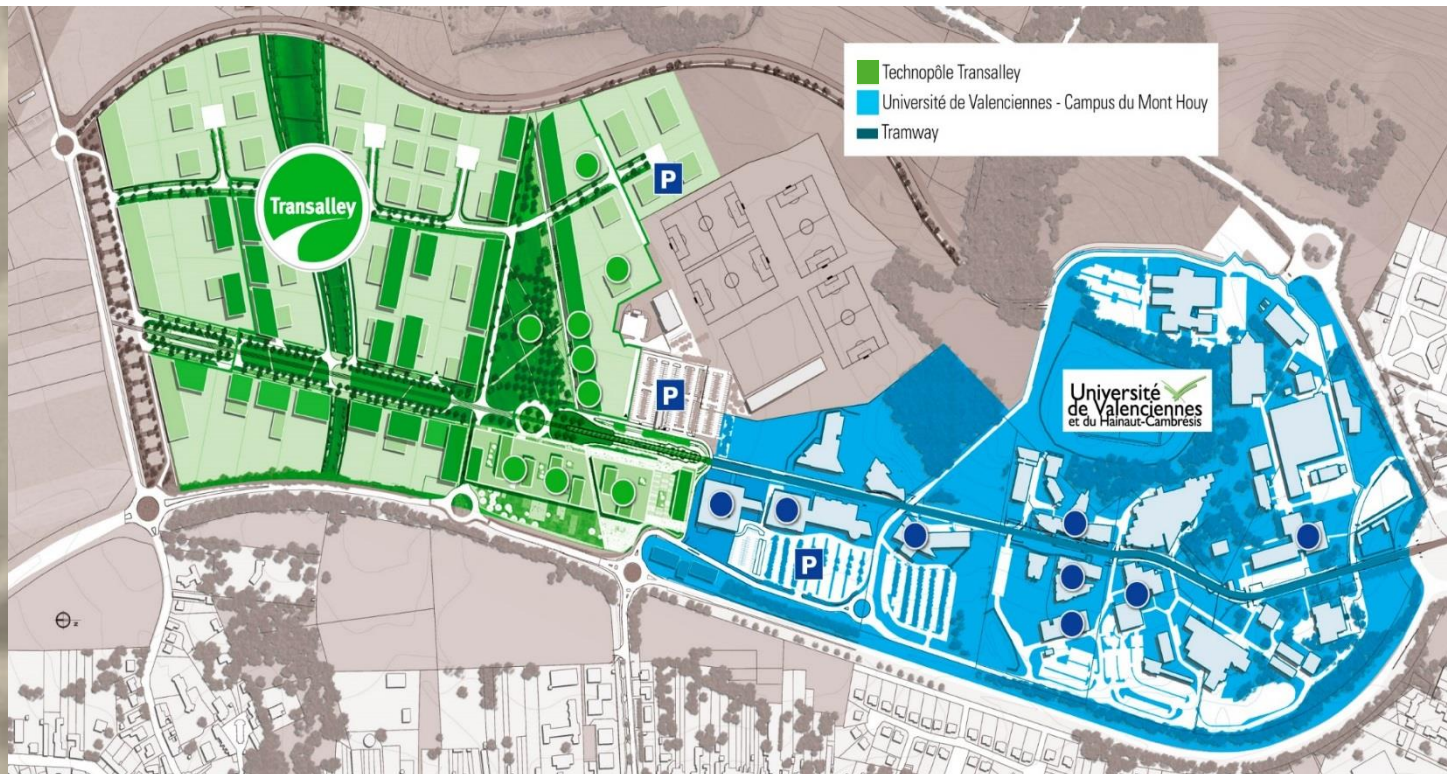 Technopôle Transalley
Université de Valenciennes - Campus du Mont Houy
Tramway
Transalley
P
P
P
Université
de Valenciennes
et du Hainaut-Cambrésis
N